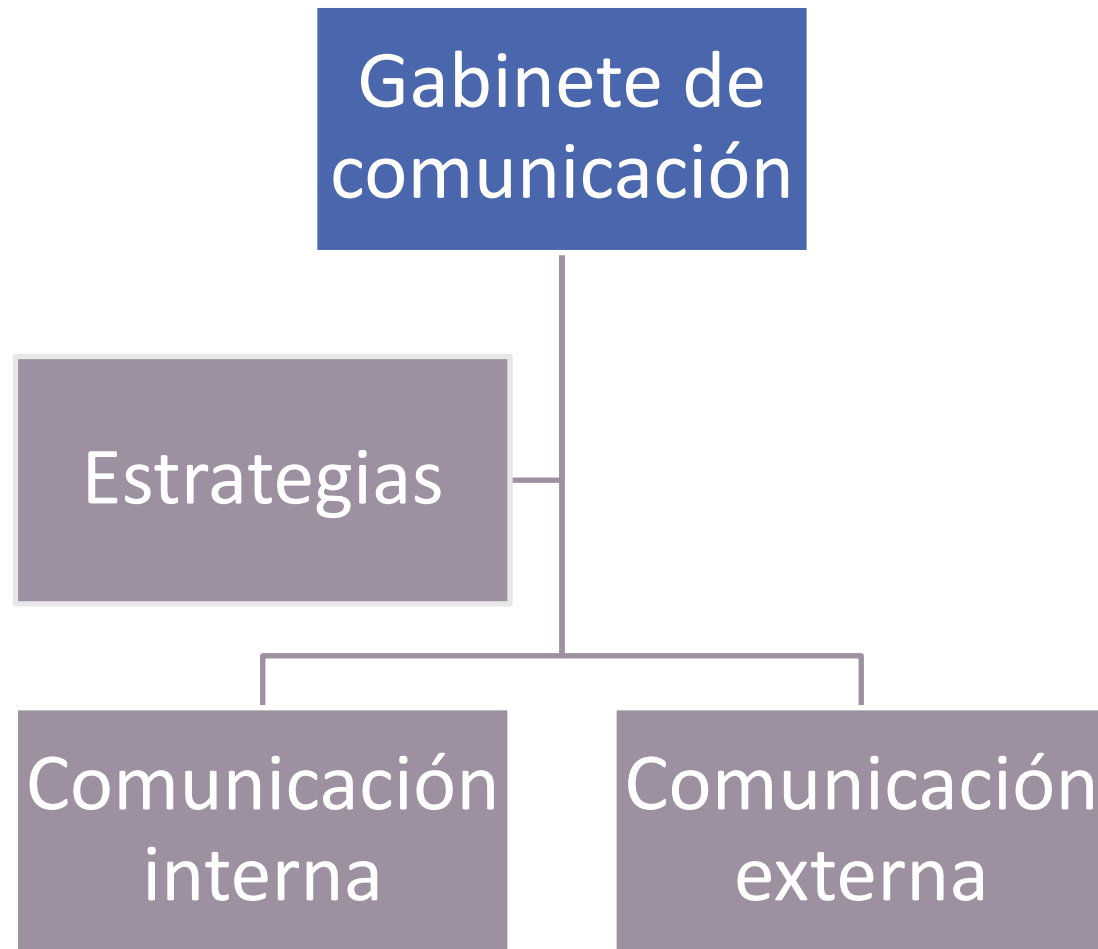 Gabinete de
comunicación
Estrategias
Comunicación
interna
Comunicación
externa